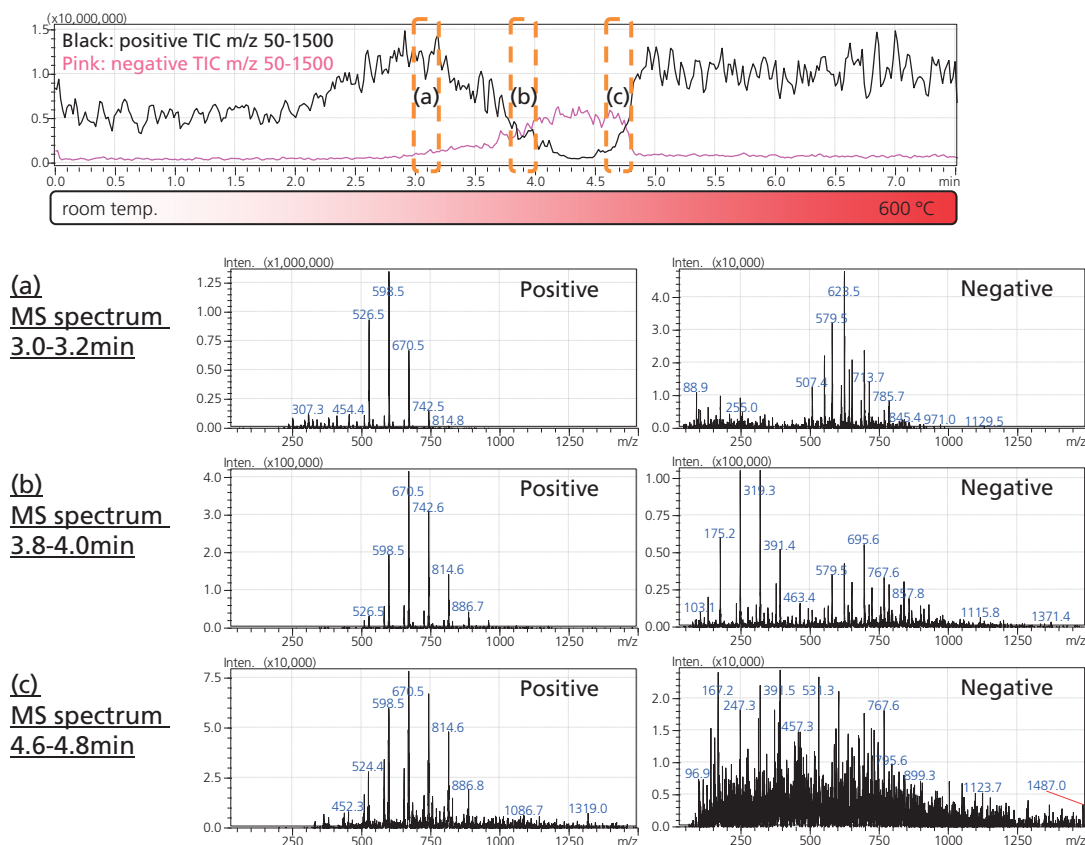 (x10,000,000)
1.5
Black: positive TIC m/z 50-1500
Pink: negative TIC m/z 50-1500
1.0
(a) (b) (c)
0.5
0.0
0.0 0.5 1.0 1.5 2.0 2.5 3.0 3.5 4.0 4.5 5.0 5.5 6.0 6.5 7.0 min
room temp. 600 °C
(a)
MS spectrum
3.0-3.2min
Inten. (x1,000,000)
Positive
1.25
1.00
0.75
0.50
0.25
0.00
598.5
526.5
670.5
307.3 454.4 742.5
814.8
250 500 750 1000 1250 m/z
Inten. (x10,000)
Negative
4.0
3.0
2.0
1.0
0.0
623.5
579.5
507.4 713.7
88.9 785.7
255.0 845.4 971.0 1129.5
250 500 750 1000 1250 m/z
(b)
MS spectrum
3.8-4.0min
Inten. (x100,000)
Positive
4.0
3.0
2.0
1.0
0.0
670.5
742.6
598.5
814.6
526.5 886.7
250 500 750 1000 1250 m/z
Inten. (x100,000)
Negative
1.00
0.75
0.50
0.25
0.00
319.3
175.2
391.4 695.6
579.5 767.6
103.1 463.4 857.8
1115.8 1371.4
250 500 750 1000 1250 m/z
(c)
MS spectrum
4.6-4.8min
Inten. (x10,000)
Positive
7.5
5.0
2.5
0.0
670.5
598.5
814.6
524.4
886.8
452.3 1086.7 1319.0
250 500 750 1000 1250 m/z
Inten. (x10,000)
Negative
2.0
1.5
1.0
0.5
0.0
167.2 391.5 531.3
247.3 767.6
457.3
795.6
96.9 899.3 1123.7 1487.0
250 500 750 1000 1250 m/z